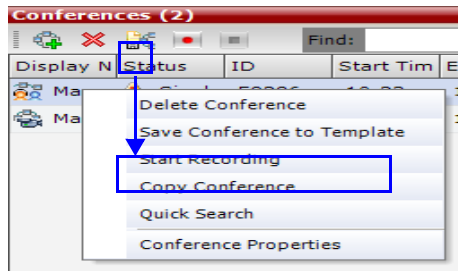 Conferences (2)
Find:
Display N Status ID Start Tim E
Ma
Ma
Delete Conference
Save Conference to Template
Start Recording
Copy Conference
Quick Search
Conference Properties